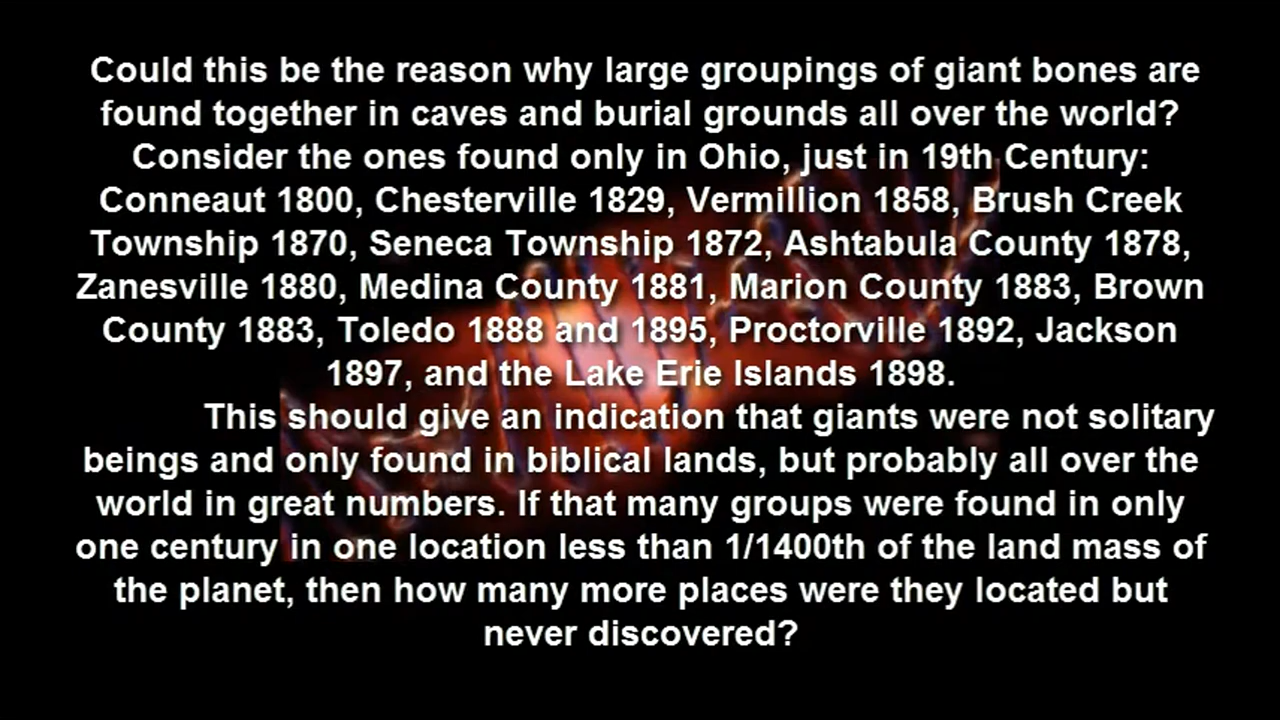 Could this be the reason why large groupings of giant bones are
found together in caves and burial grounds all over the world?
Consider the ones found only in Ohio, just in 19th Century:
Conneaut 1800, Chesterville 1829, Vermillion 1858, Brush Creek
Township 1870, Seneca Township 1872, Ashtabula County 1878,
Zanesville 1880, Medina County 1881, Marion County 1883, Brown
County 1883, Toledo 1888 and 1895, Proctorville 1892, Jackson
1897, and the Lake Erie Islands 1898.
This should give an indication that giants were not solitary
beings and only found in biblical lands, but probably all over the
world in great numbers. If that many groups were found in only
one century in one location less than 1/1400th of the land mass of
the planet, then how many more places were they located but
never discovered?